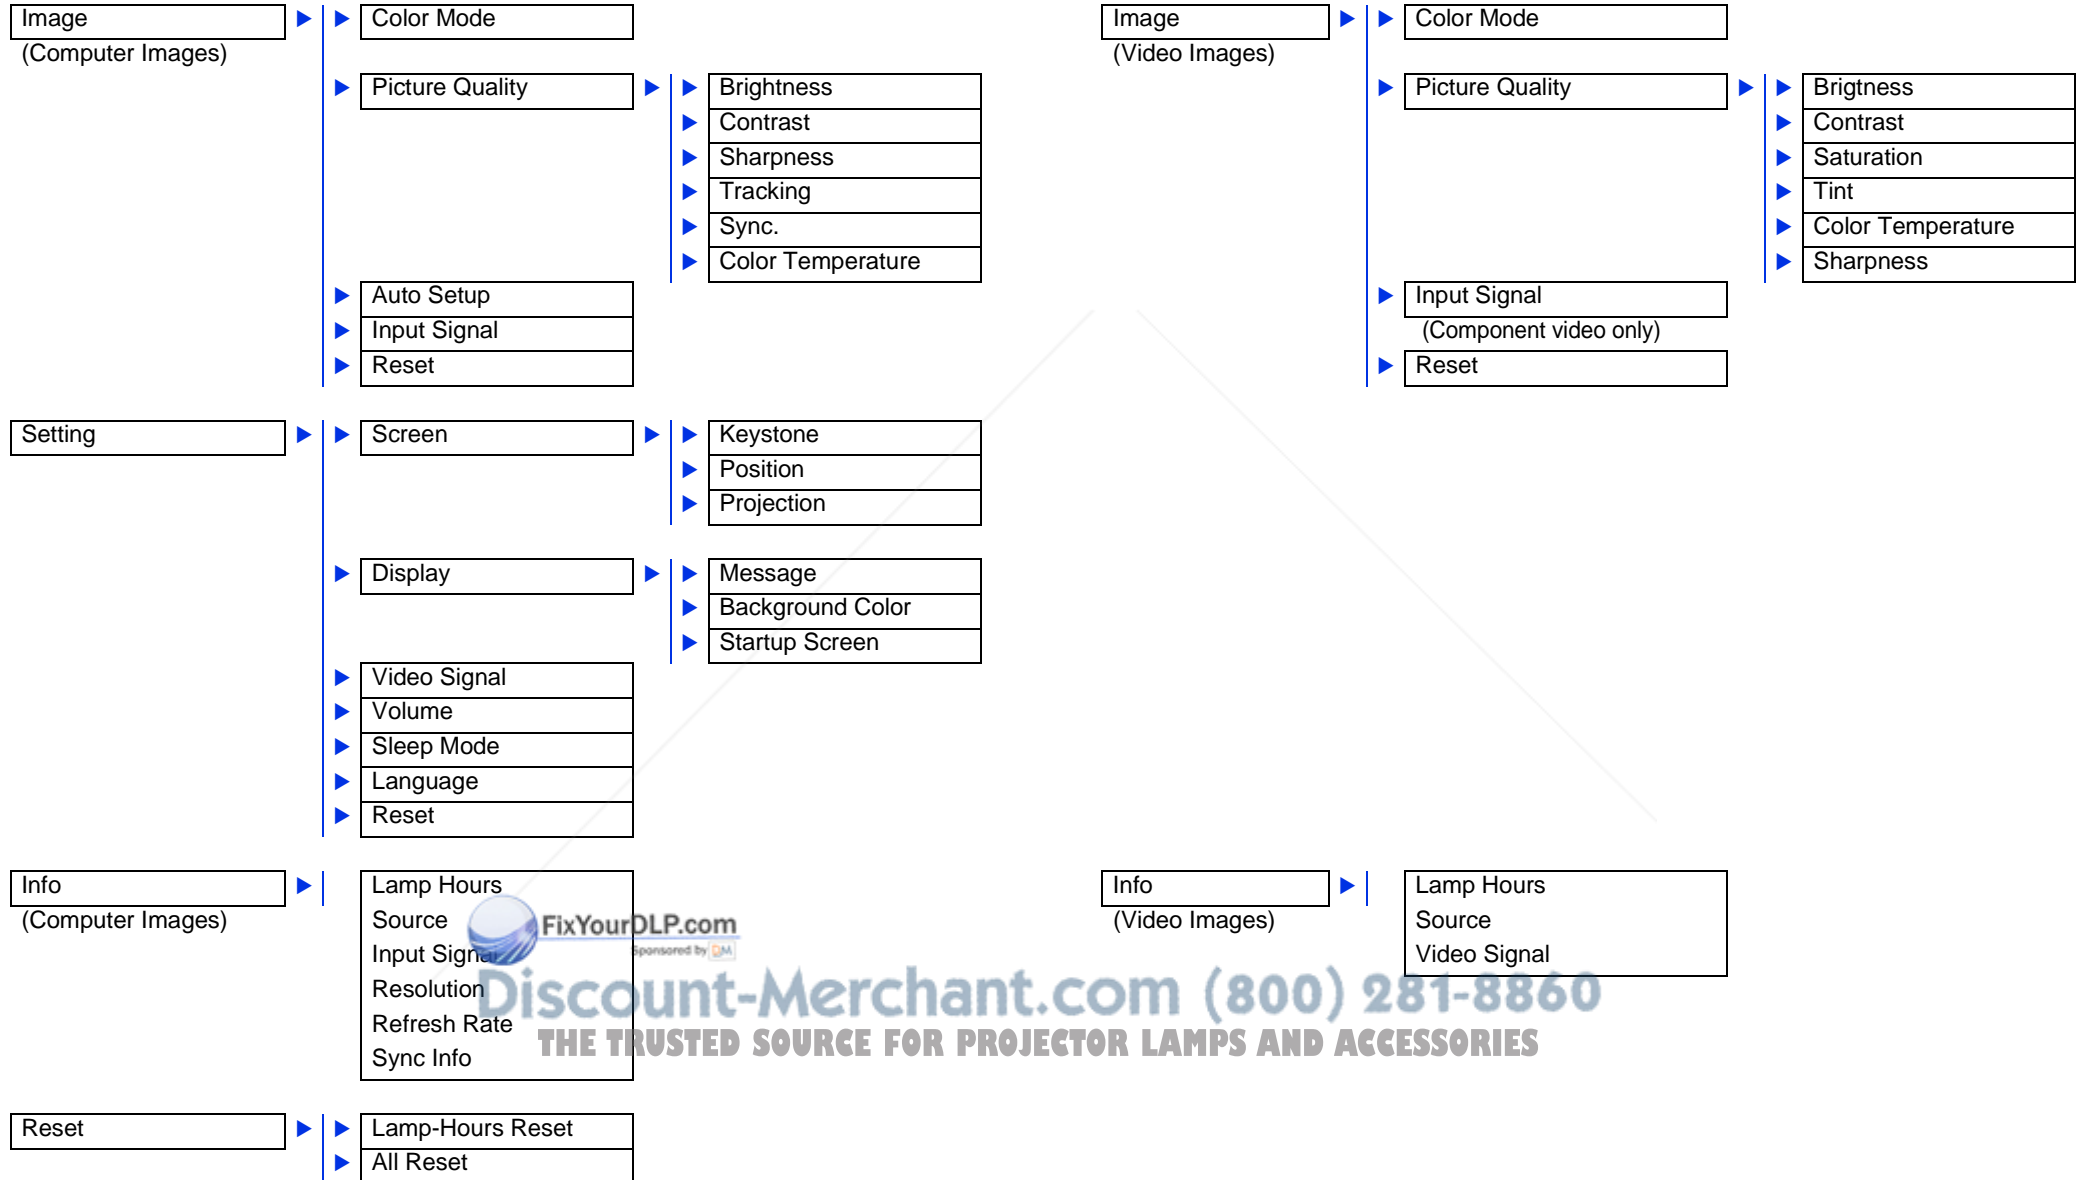 Image
(Computer Images)
Color Mode
Picture Quality
Brightness
Contrast
Sharpness
Tracking
Sync.
Color Temperature
Auto Setup
Input Signal
Reset
Image
(Video Images)
Color Mode
Picture Quality
Brigtness
Contrast
Saturation
Tint
Color Temperature
Sharpness
Input Signal
(Component video only)
Reset
Setting
Screen
Keystone
Position
Projection
Display
Message
Background Color
Startup Screen
Video Signal
Volume
Sleep Mode
Language
Reset
Info
(Computer Images)
Lamp Hours
Source
Input Signal
Resolution
Refresh Rate
Sync Info
Info
(Video Images)
Lamp Hours
Source
Video Signal
FixYourDLP.com
Sponsored by DM
Discount-Merchant.com (800) 281-8860
THE TRUSTED SOURCE FOR PROJECTOR LAMPS AND ACCESSORIES
Reset
Lamp-Hours Reset
All Reset